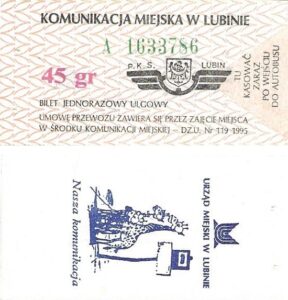 KOMUNIKACJA MIEJSKA W LUBINIE
A 1633786
45 gr
P.K.S. LUBIN
BILET JEDNORAZOWY ULGOWY
UMOWĘ PRZEWOZU ZAWIERA SIĘ PRZEZ ZAJĘCIE MIEJSCA
W ŚRODKU KOMUNIKACJI MIEJSKIEJ - DZ.U. Nr 119 1995
TU
KASOWAĆ
ZARAZ
PO WEJŚCIU
DO AUTOBUSU
Nasza komunikacja
URZĄD MIEJSKI W LUBINIE